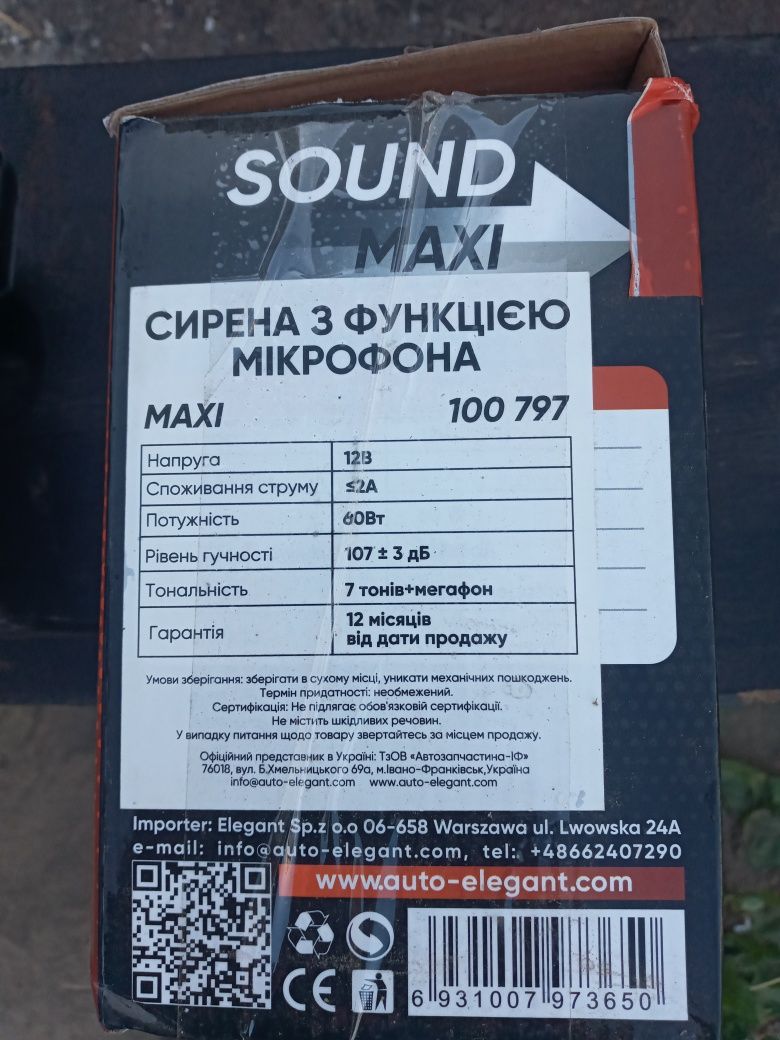 SOUND
MAXI
СИРЕНА З ФУНКЦІЄЮ
МІКРОФОНА
MAXI 100 797
Напруга 12В
Споживання струму ≤2А
Потужність 60Вт
Рівень гучності 107 ± 3 дБ
Тональність 7 тонів+мегафон
Гарантія 12 місяців
від дати продажу
Умови зберігання: зберігати в сухому місці, уникати механічних пошкоджень.
Термін придатності: необмежений.
Сертифікація: Не підлягає обов'язковій сертифікації.
Не містить шкідливих речовин.
У випадку питання щодо товару звертайтесь за місцем продажу.
Офіційний представник в Україні: ТзОВ «Автозапчастина-ІФ»
76018, вул. Б.Хмельницького 69а, м.Івано-Франківськ,Україна
info@auto-elegant.com www.auto-elegant.com
Importer: Elegant Sp.z o.o 06-658 Warszawa ul. Lwowska 24A
e-mail: info@auto-elegant.com, tel: +48662407290
www.auto-elegant.com
CE
6 931007 973650